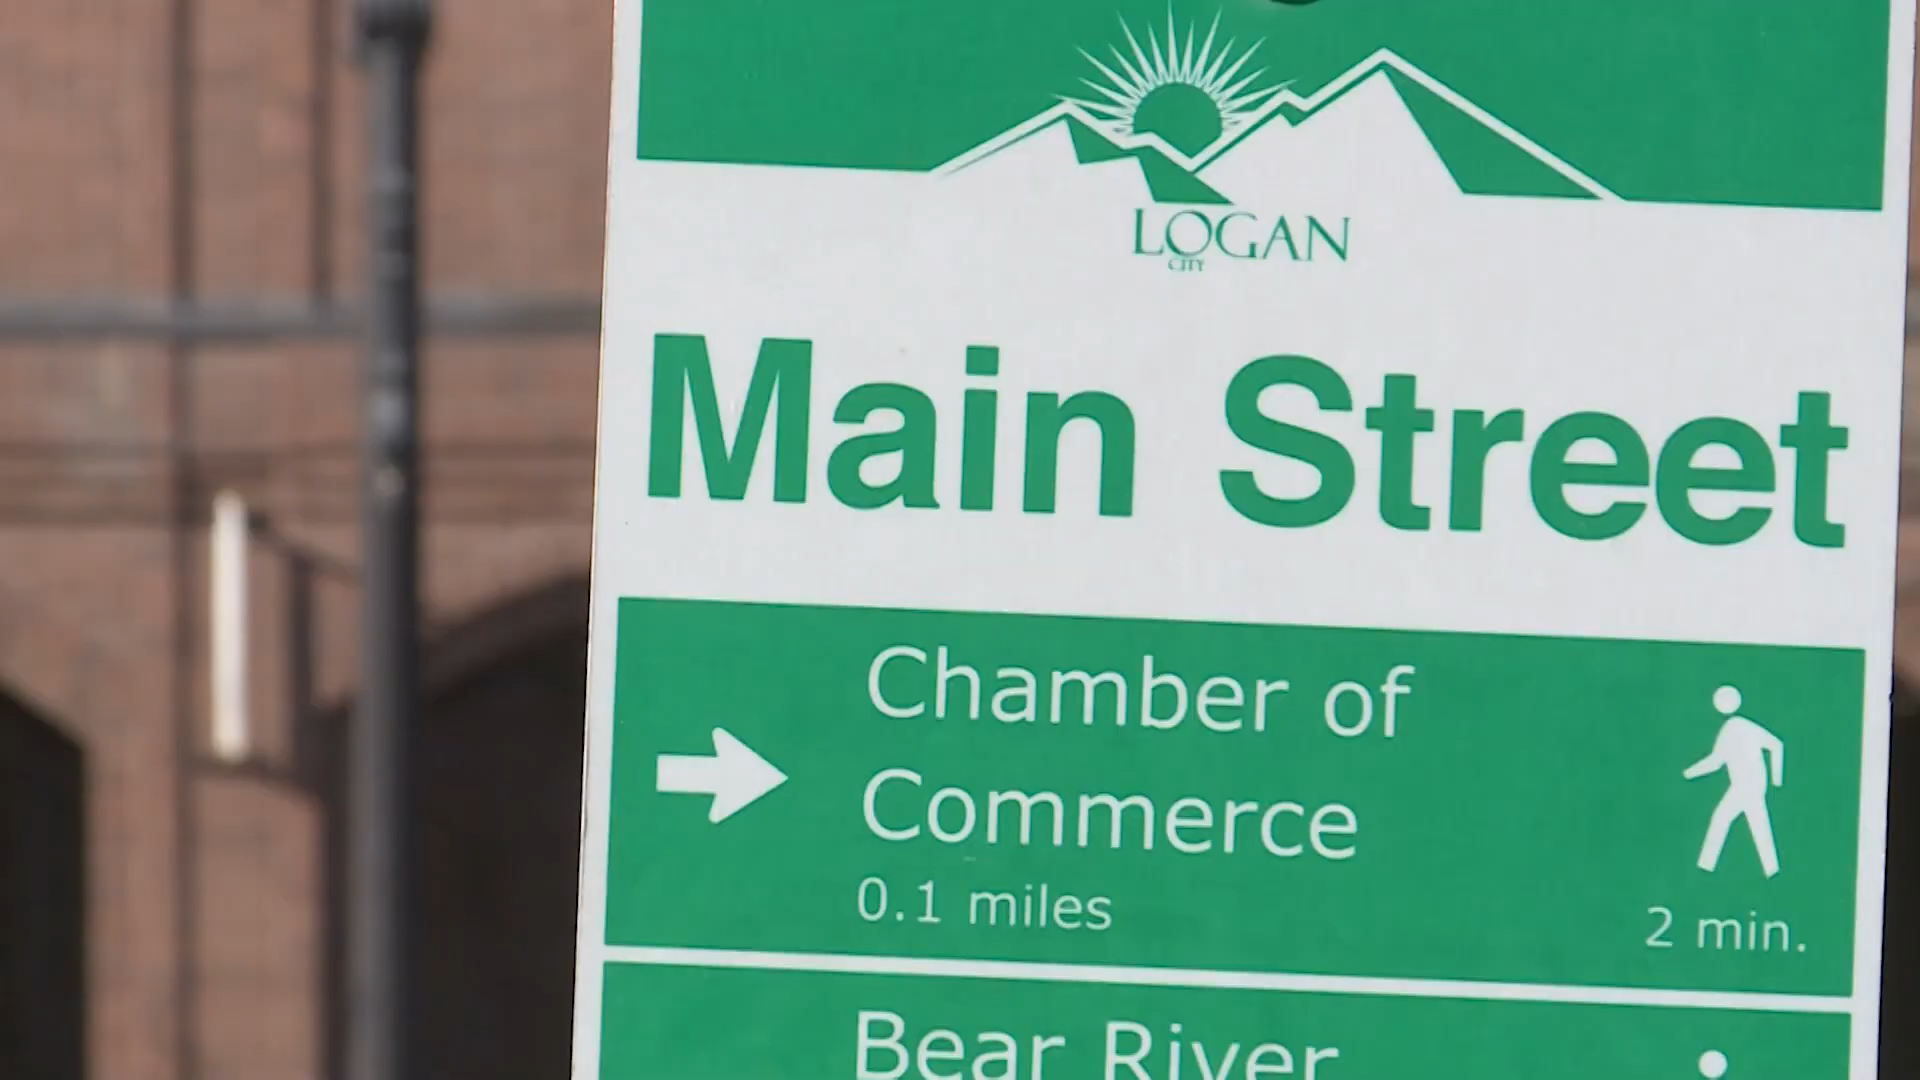 LOGAN
CITY
Main Street
Chamber of
Commerce
0.1 miles
2 min.
Bear River